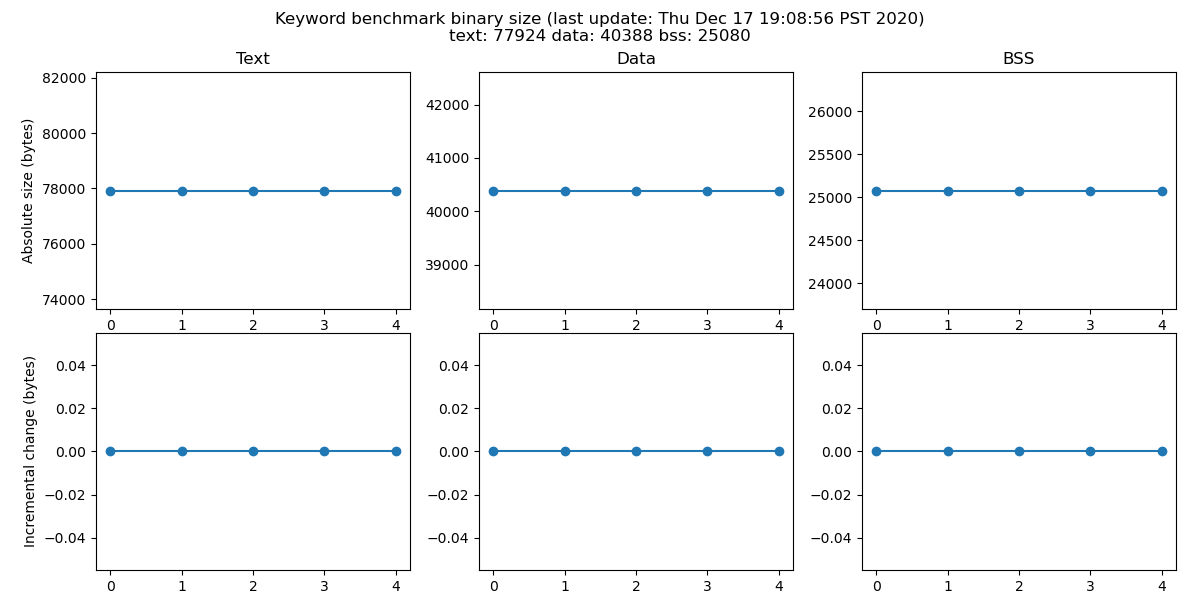 Keyword benchmark binary size (last update: Thu Dec 17 19:08:56 PST 2020)
text: 77924 data: 40388 bss: 25080
Text
Data
BSS
Absolute size (bytes)
82000
80000
78000
76000
74000
0 1 2 3 4
42000
41000
40000
39000
0 1 2 3 4
26000
25500
25000
24500
24000
0 1 2 3 4
Incremental change (bytes)
0.04
0.02
0.00
−0.02
−0.04
0 1 2 3 4
0.04
0.02
0.00
−0.02
−0.04
0 1 2 3 4
0.04
0.02
0.00
−0.02
−0.04
0 1 2 3 4